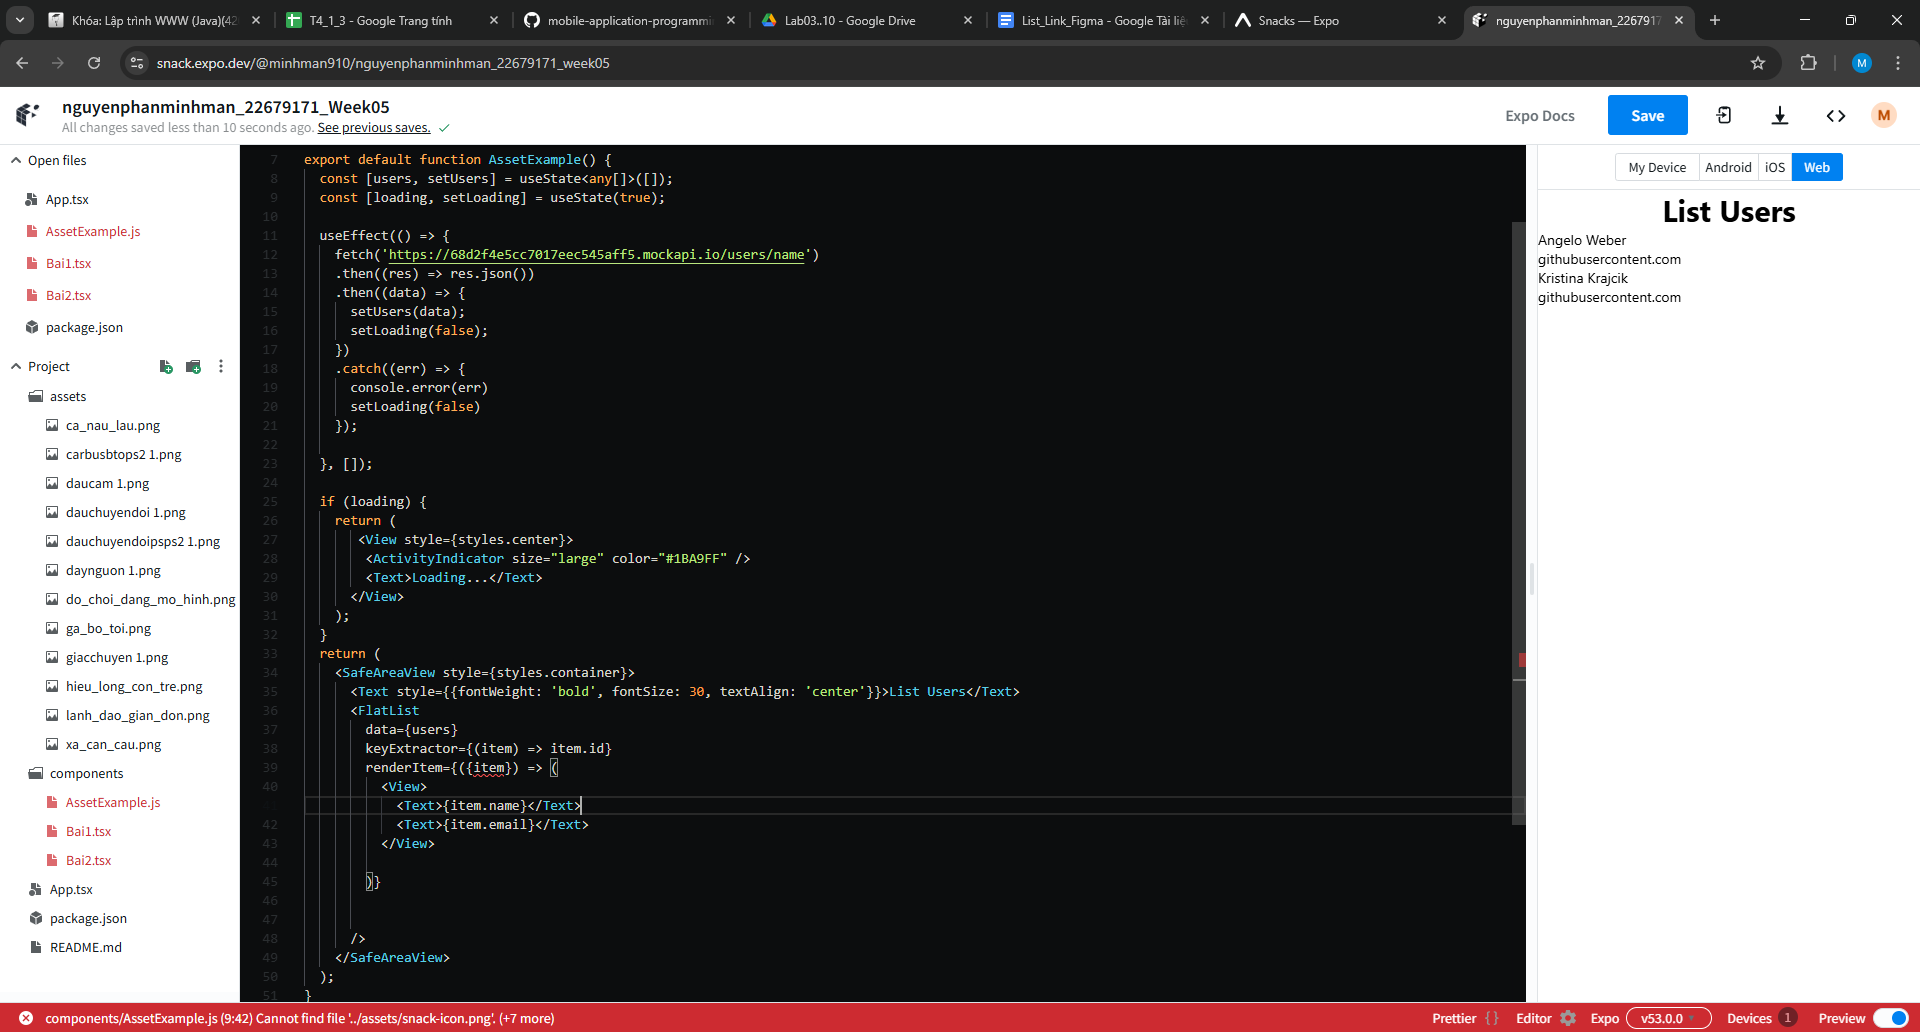 Khóa: Lập trình WWW (Java)(42
T4_1_3 - Google Trang tính
mobile-application-programmin
Lab03..10 - Google Drive
List_Link_Figma - Google Tài liệ
Snacks — Expo
nguyenphanminhman_2267917
snack.expo.dev/@minhman910/nguyenphanminhman_22679171_week05
M
nguyenphanminhman_22679171_Week05
All changes saved less than 10 seconds ago. See previous saves.
Expo Docs
Save
M
Open files
App.tsx
AssetExample.js
Bai1.tsx
Bai2.tsx
package.json
Project
assets
ca_nau_lau.png
carbusbtops2 1.png
daucam 1.png
dauchuyendoi 1.png
dauchuyendoipsps2 1.png
daynguon 1.png
do_choi_dang_mo_hinh.png
ga_bo_toi.png
giacchuyen 1.png
hieu_long_con_tre.png
lanh_dao_gian_don.png
xa_can_cau.png
components
AssetExample.js
Bai1.tsx
Bai2.tsx
App.tsx
package.json
README.md
7 export default function AssetExample() {
8 const [users, setUsers] = useState<any[]>([]);
9 const [loading, setLoading] = useState(true);
10
11 useEffect(() => {
12 fetch('https://68d2f4e5cc7017eec545aff5.mockapi.io/users/name')
13 .then((res) => res.json())
14 .then((data) => {
15 setUsers(data);
16 setLoading(false);
17 })
18 .catch((err) => {
19 console.error(err)
20 setLoading(false)
21 });
22
23 }, []);
24
25 if (loading) {
26 return (
27 <View style={styles.center}>
28 <ActivityIndicator size="large" color="#1BA9FF" />
29 <Text>Loading...</Text>
30 </View>
31 );
32 }
33 return (
34 <SafeAreaView style={styles.container}>
35 <Text style={{fontWeight: 'bold', fontSize: 30, textAlign: 'center'}}>List Users</Text>
36 <FlatList
37 data={users}
38 keyExtractor={(item) => item.id}
39 renderItem={({item}) => (
40 <View>
<Text>{item.name}</Text>
42 <Text>{item.email}</Text>
43 </View>
44
45 )}
46
47
48 />
49 </SafeAreaView>
50 );
51 }
My Device
Android
iOS
Web
List Users
Angelo Weber
githubusercontent.com
Kristina Krajcik
githubusercontent.com
components/AssetExample.js (9:42) Cannot find file '../assets/snack-icon.png'. (+7 more)
Prettier { }
Editor
Expo
v53.0.0
Devices 1
Preview